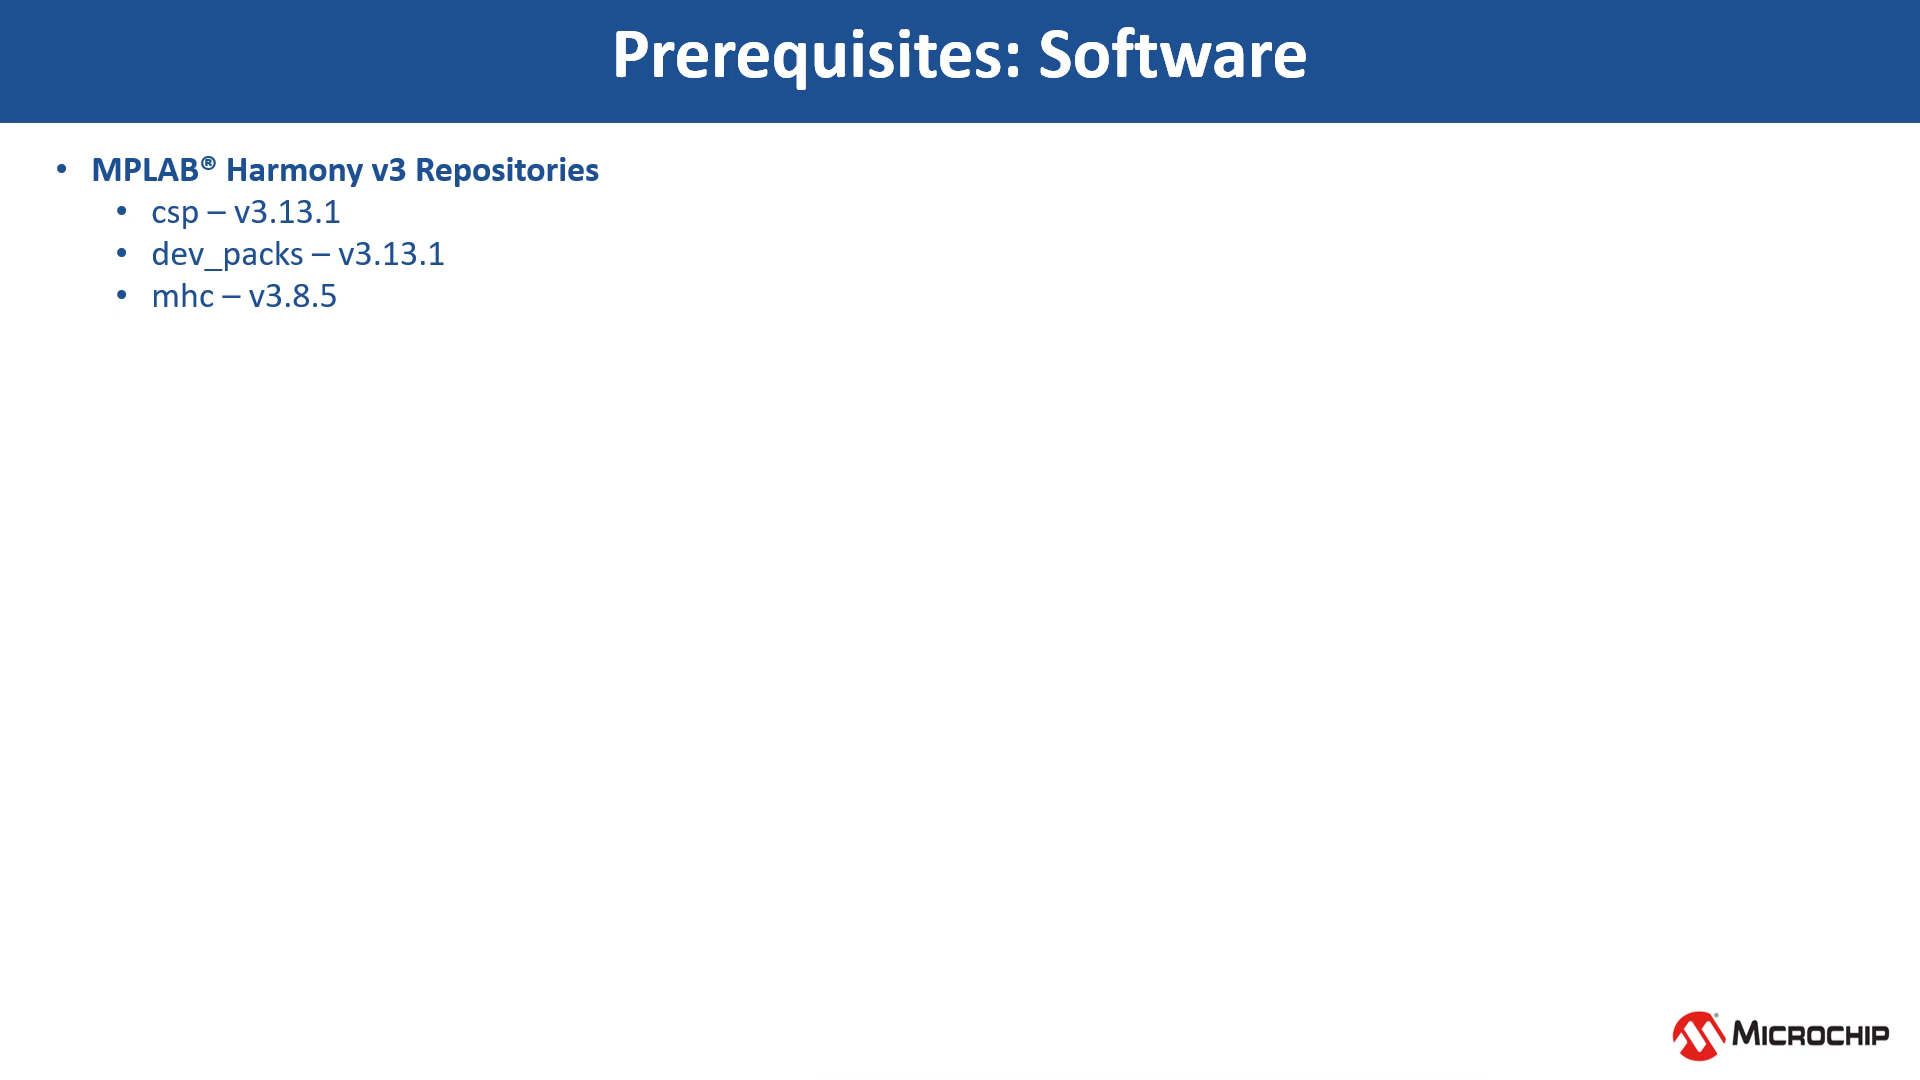 Prerequisites: Software
• MPLAB® Harmony v3 Repositories
• csp – v3.13.1
• dev_packs – v3.13.1
• mhc – v3.8.5
MICROCHIP